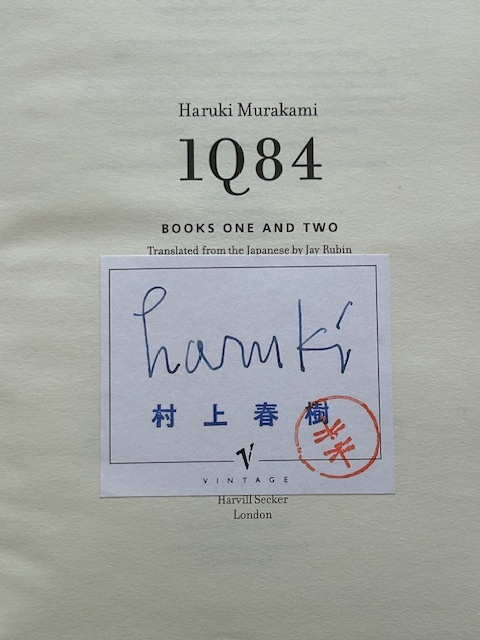 Haruki Murakami
1Q84
BOOKS ONE AND TWO
Translated from the Japanese by Jay Rubin
haruki
村上春樹
VINTAGE
Harvill Secker
London